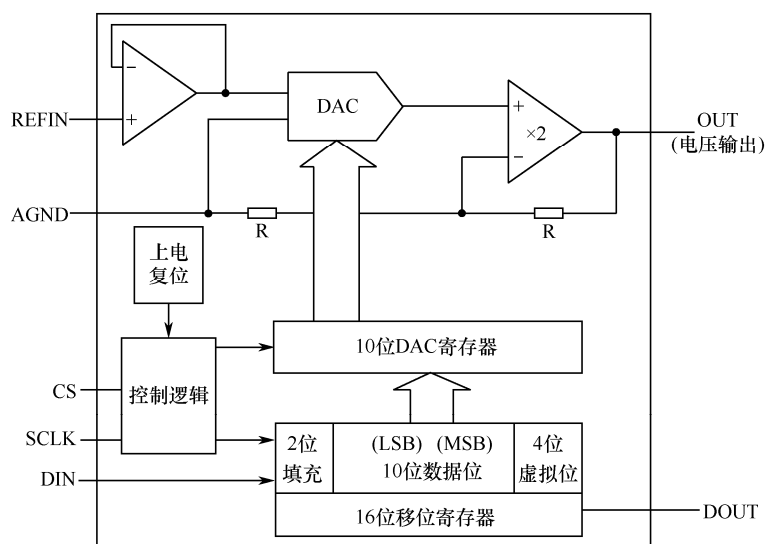 REFIN
−
+
DAC
+
×2
−
OUT
(电压输出)
AGND
R
R
上电
复位
10位DAC寄存器
CS
控制逻辑
SCLK
2位
填充
(LSB) (MSB)
10位数据位
4位
虚拟位
DIN
16位移位寄存器
DOUT